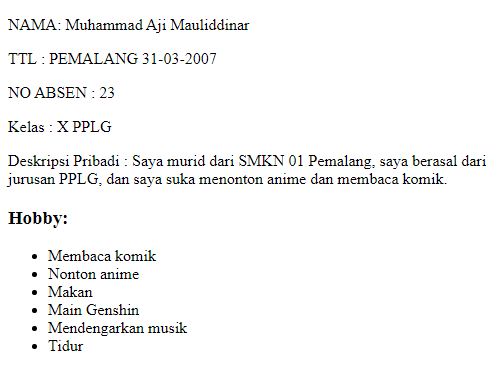 NAMA: Muhammad Aji Mauliddinar
TTL : PEMALANG 31-03-2007
NO ABSEN : 23
Kelas : X PPLG
Deskripsi Pribadi : Saya murid dari SMKN 01 Pemalang, saya berasal dari
jurusan PPLG, dan saya suka menonton anime dan membaca komik.
Hobby:
• Membaca komik
• Nonton anime
• Makan
• Main Genshin
• Mendengarkan musik
• Tidur